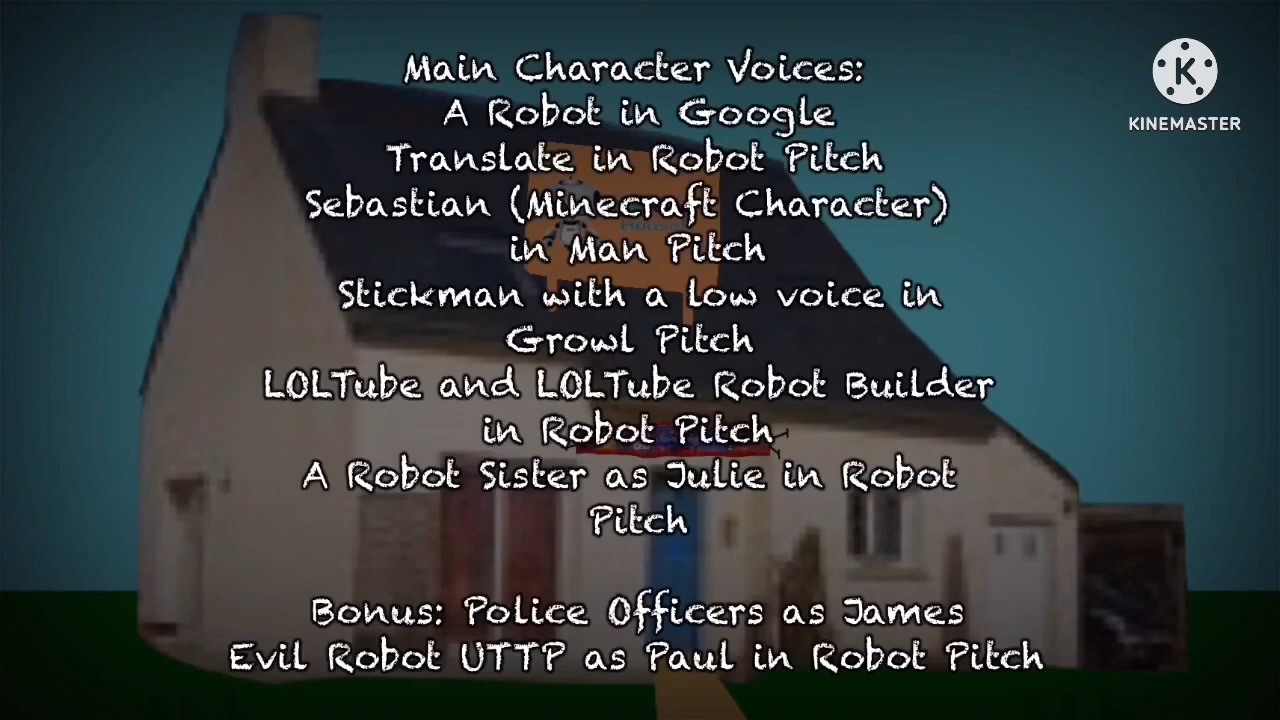 Main Character Voices:
A Robot in Google
Translate in Robot Pitch
Sebastian (Minecraft Character)
in Man Pitch
Stickman with a low voice in
Growl Pitch
LOLTube and LOLTube Robot Builder
in Robot Pitch
A Robot Sister as Julie in Robot
Pitch
Bonus: Police Officers as James
Evil Robot UTTP as Paul in Robot Pitch
KINEMASTER